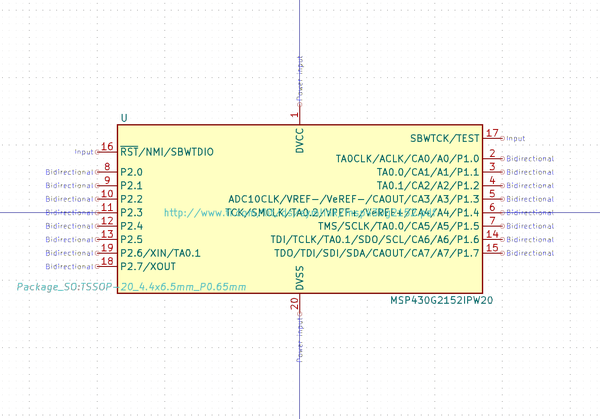 Power input
1
U
DVCC
SBWTCK/TEST 17 Input
Input 16 RST/NMI/SBWTDIO
TA0CLK/ACLK/CA0/A0/P1.0 2 Bidirectional
Bidirectional 8 P2.0
TA0.0/CA1/A1/P1.1 3 Bidirectional
Bidirectional 9 P2.1
TA0.1/CA2/A2/P1.2 4 Bidirectional
Bidirectional 10 P2.2
ADC10CLK/VREF-/VeREF-/CAOUT/CA3/A3/P1.3 5 Bidirectional
Bidirectional 11 P2.3
TCK/SMCLK/TA0.2/VREF+/VeREF+/CA4/A4/P1.4 6 Bidirectional
http://www.
Bidirectional 12 P2.4
TMS/SCLK/TA0.0/CA5/A5/P1.5 7 Bidirectional
Bidirectional 13 P2.5
TDI/TCLK/TA0.1/SDO/SCL/CA6/A6/P1.6 14 Bidirectional
Bidirectional 19 P2.6/XIN/TA0.1
TDO/TDI/SDI/SDA/CAOUT/CA7/A7/P1.7 15 Bidirectional
Bidirectional 18 P2.7/XOUT
DVSS
Package_SO:TSSOP-20_4.4x6.5mm_P0.65mm
MSP430G2152IPW20
20
Power input